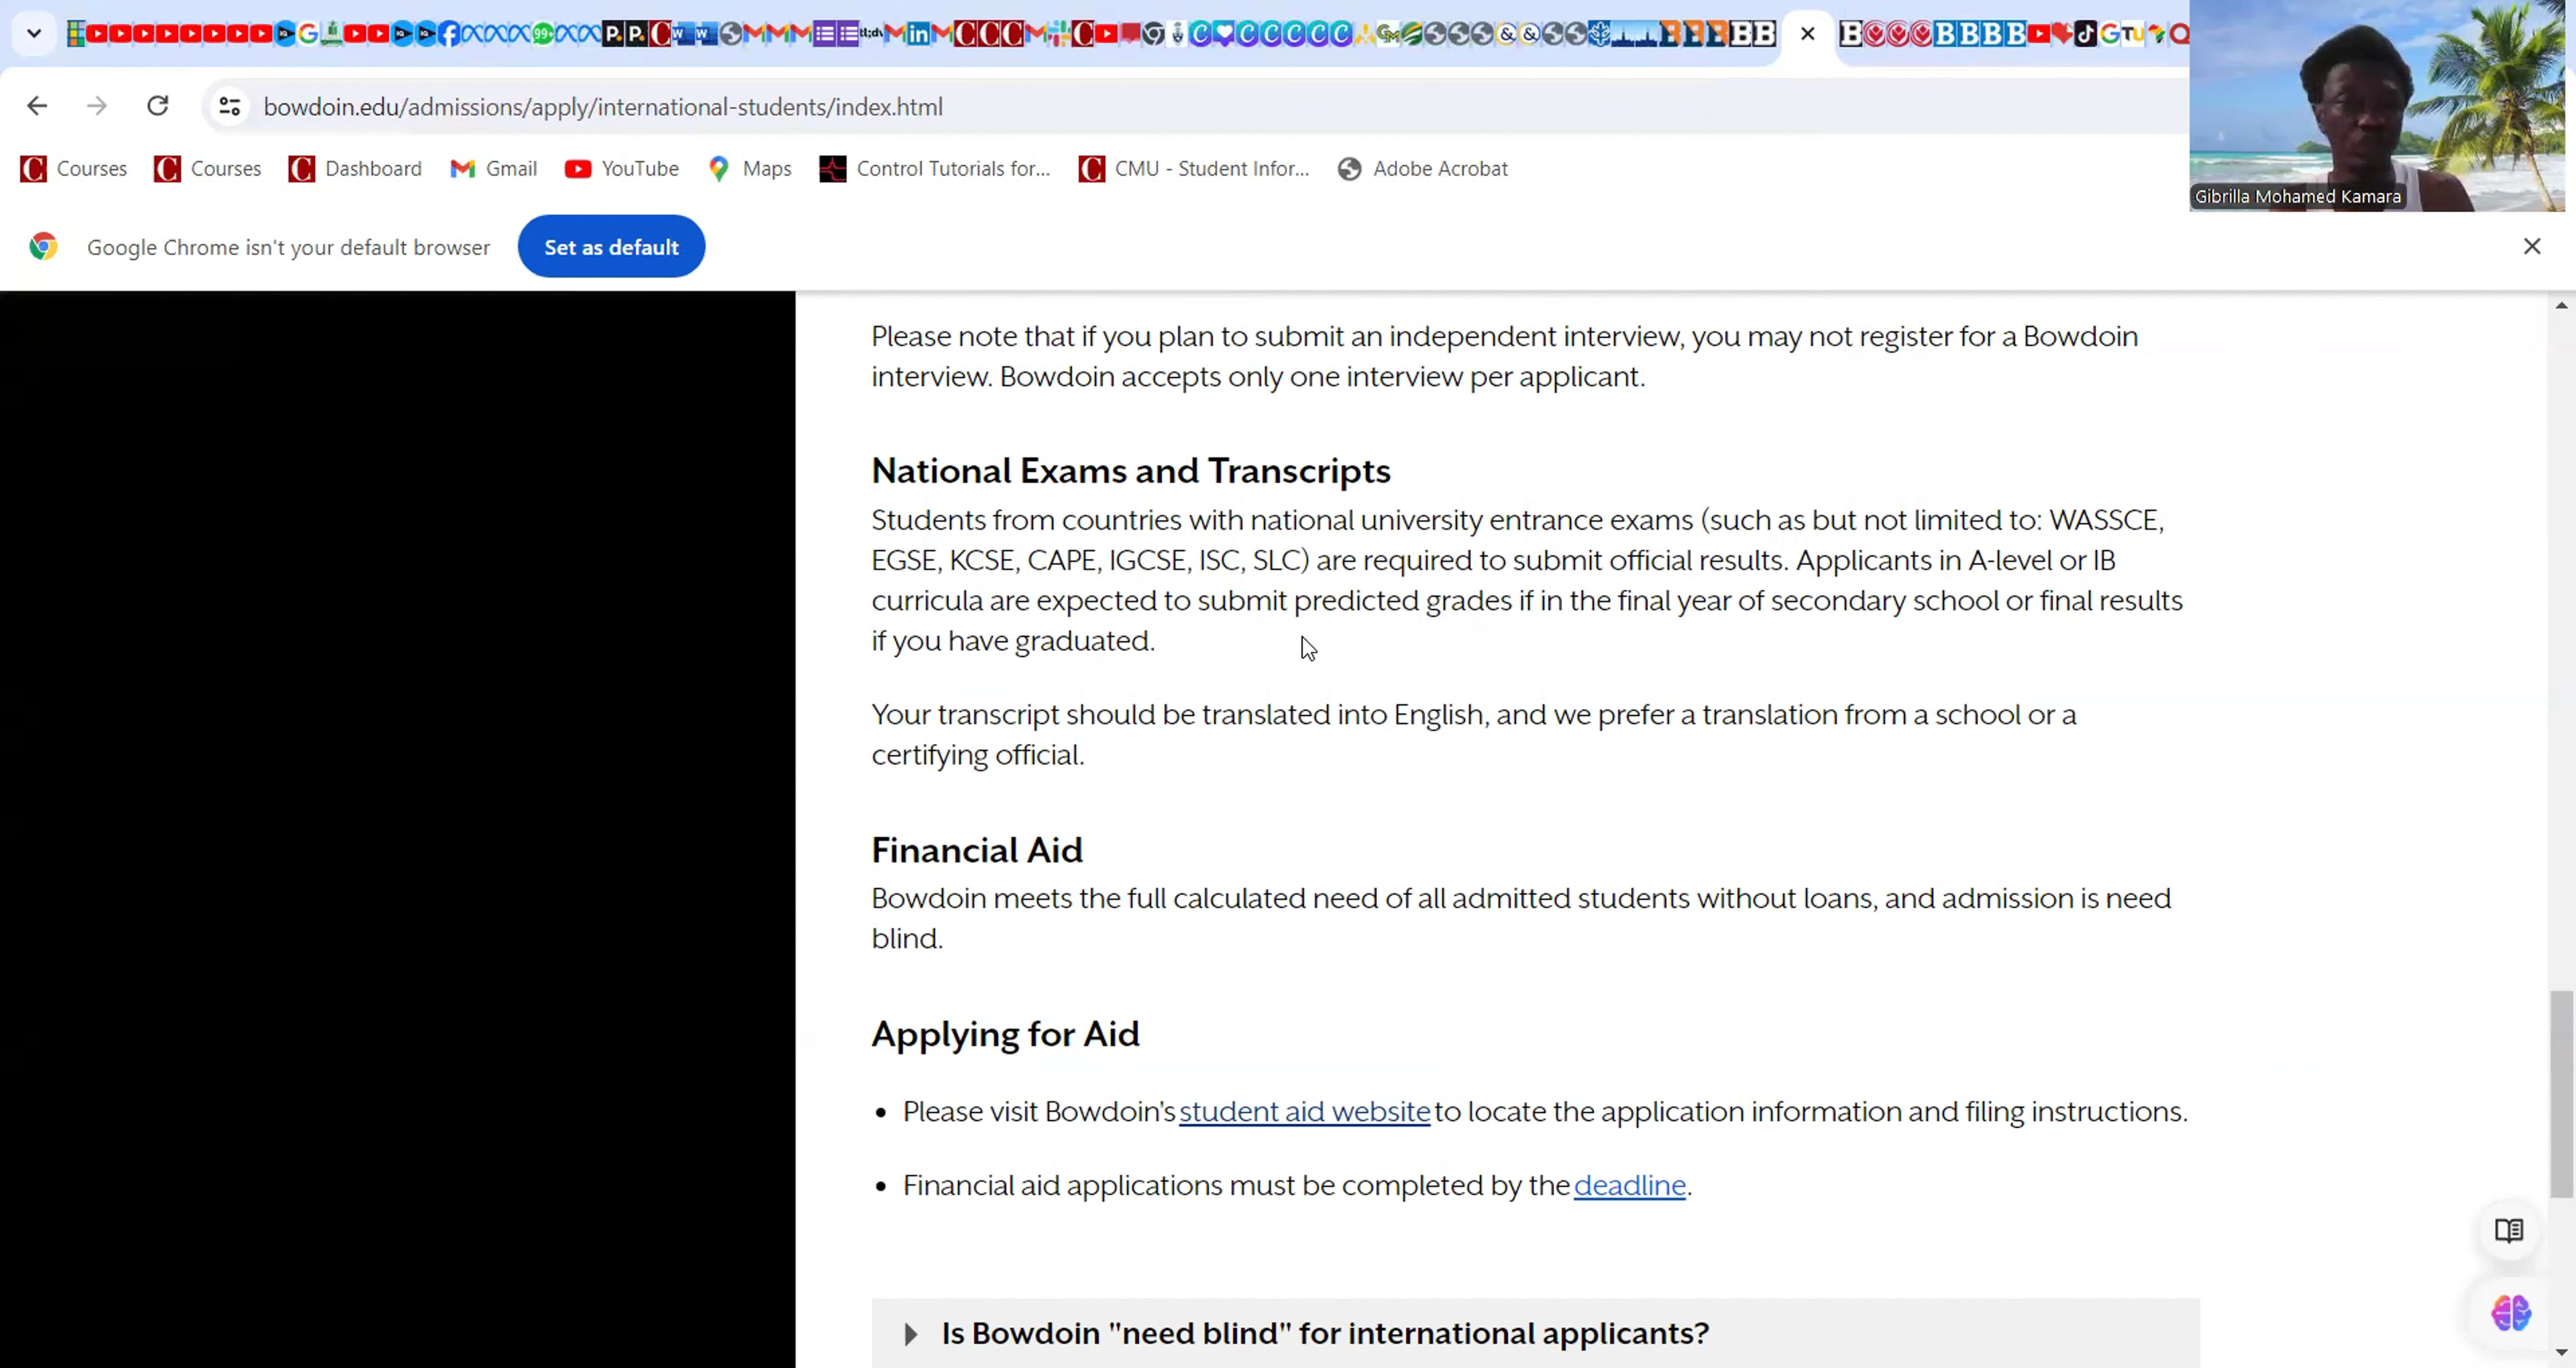 bowdoin.edu/admissions/apply/international-students/index.html
Courses
Courses
Dashboard
Gmail
YouTube
Maps
Control Tutorials for...
CMU - Student Infor...
Adobe Acrobat
Gibrilla Mohamed Kamara
Google Chrome isn't your default browser
Set as default
Please note that if you plan to submit an independent interview, you may not register for a Bowdoin
interview. Bowdoin accepts only one interview per applicant.
National Exams and Transcripts
Students from countries with national university entrance exams (such as but not limited to: WASSCE,
EGSE, KCSE, CAPE, IGCSE, ISC, SLC) are required to submit official results. Applicants in A-level or IB
curricula are expected to submit predicted grades if in the final year of secondary school or final results
if you have graduated.
Your transcript should be translated into English, and we prefer a translation from a school or a
certifying official.
Financial Aid
Bowdoin meets the full calculated need of all admitted students without loans, and admission is need
blind.
Applying for Aid
• Please visit Bowdoin's student aid website to locate the application information and filing instructions.
• Financial aid applications must be completed by the deadline.
Is Bowdoin "need blind" for international applicants?